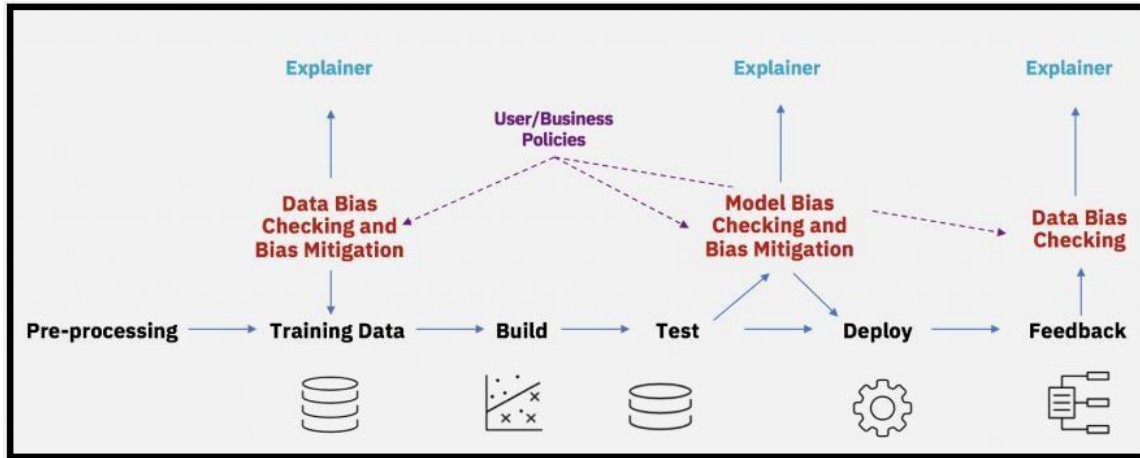 Explainer
Explainer
Explainer
User/Business
Policies
Data Bias
Checking and
Bias Mitigation
Model Bias
Checking and
Bias Mitigation
Data Bias
Checking
Pre-processing
Training Data
Build
Test
Deploy
Feedback